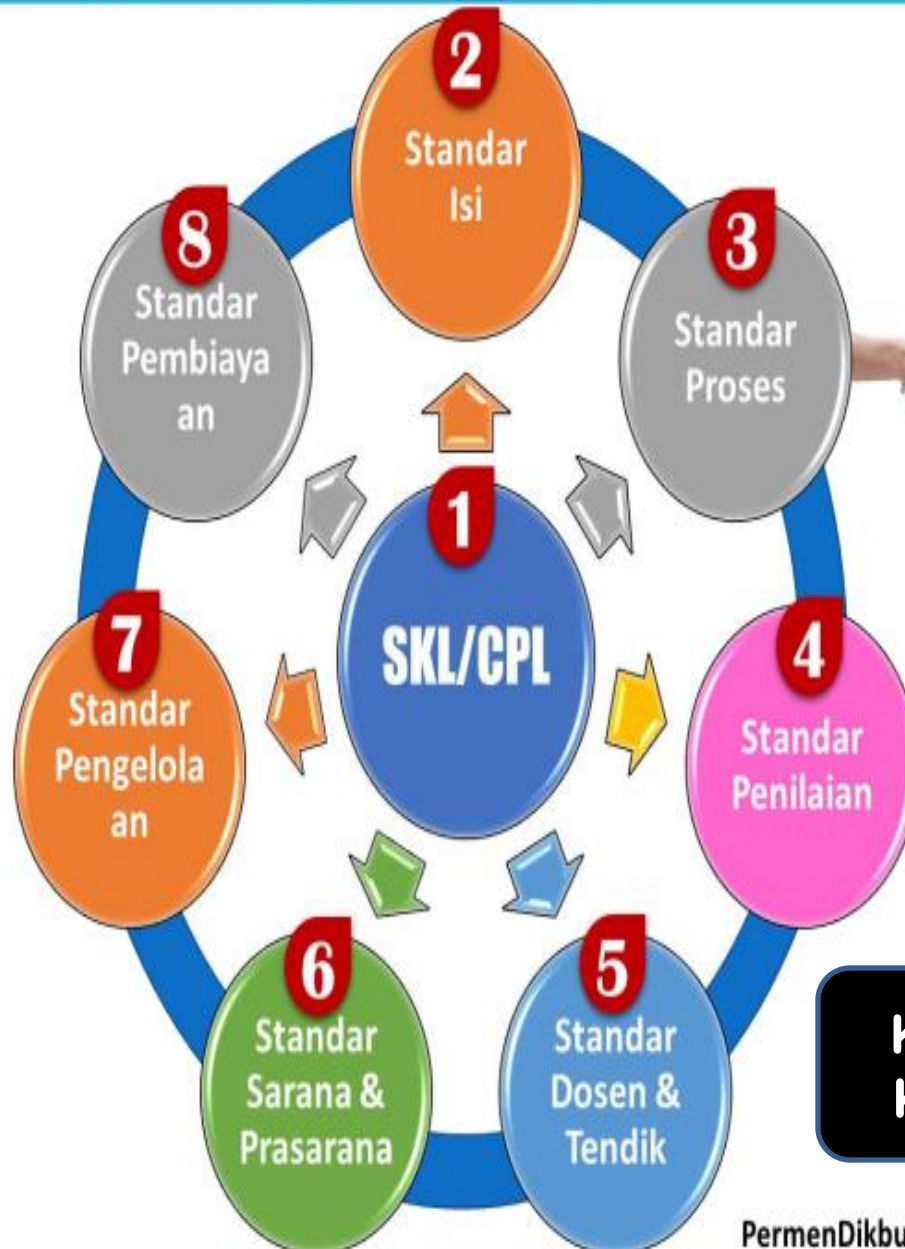 1
SKL/CPL
2
Standar
Isi
3
Standar
Proses
4
Standar
Penilaian
5
Standar
Dosen &
Tendik
6
Standar
Sarana &
Prasarana
7
Standar
Pengelola
an
8
Standar
Pembiaya
an